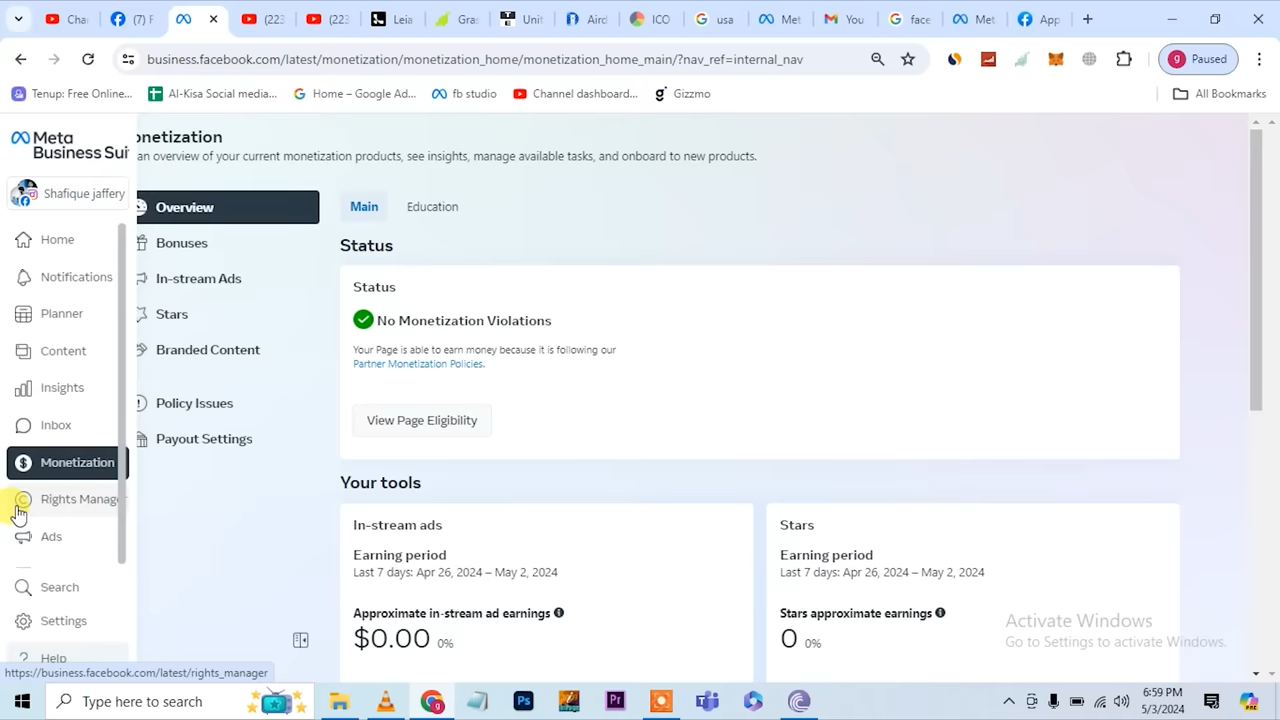 Cha
(7) F
(223
(223
Leia
Gras
Unit
Aird
ICO
usa
Met
You
face
Met
App
business.facebook.com/latest/monetization/monetization_home/monetization_home_main/?nav_ref=internal_nav
g
Paused
Tenup: Free Online...
Al-Kisa Social media...
Home – Google Ad...
fb studio
Channel dashboard...
Gizmmo
All Bookmarks
Meta
Business Sui
onetization
an overview of your current monetization products, see insights, manage available tasks, and onboard to new products.
Shafique jaffery
Home
Notifications
Planner
Content
Insights
Inbox
Monetization
Rights Manage
Ads
Search
Settings
Help
Overview
Bonuses
In-stream Ads
Stars
Branded Content
Policy Issues
Payout Settings
Main
Education
Status
Status
No Monetization Violations
Your Page is able to earn money because it is following our
Partner Monetization Policies.
View Page Eligibility
Your tools
In-stream ads
Earning period
Last 7 days: Apr 26, 2024 – May 2, 2024
Approximate in-stream ad earnings
$0.00 0%
Stars
Earning period
Last 7 days: Apr 26, 2024 – May 2, 2024
Stars approximate earnings
0 0%
Activate Windows
Go to Settings to activate Windows.
https://business.facebook.com/latest/rights_manager
Type here to search
6:59 PM
5/3/2024